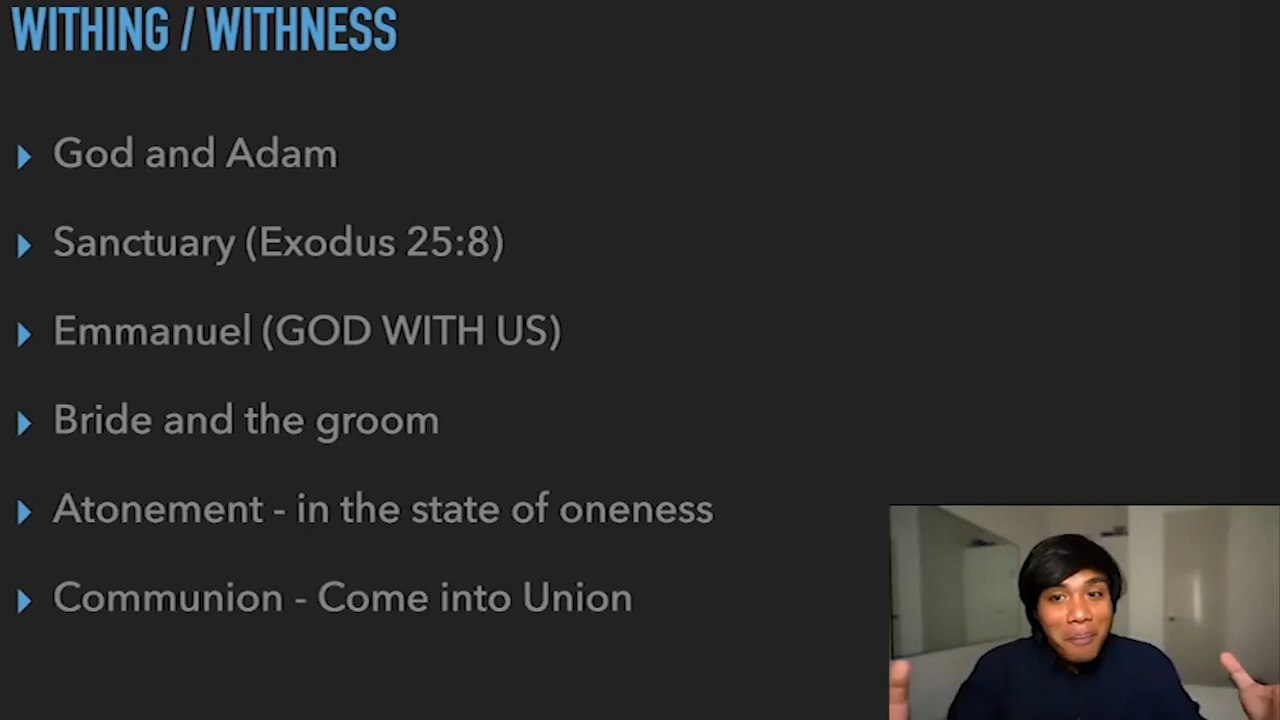 WITHING / WITHNESS
God and Adam
Sanctuary (Exodus 25:8)
Emmanuel (GOD WITH US)
Bride and the groom
Atonement - in the state of oneness
Communion - Come into Union